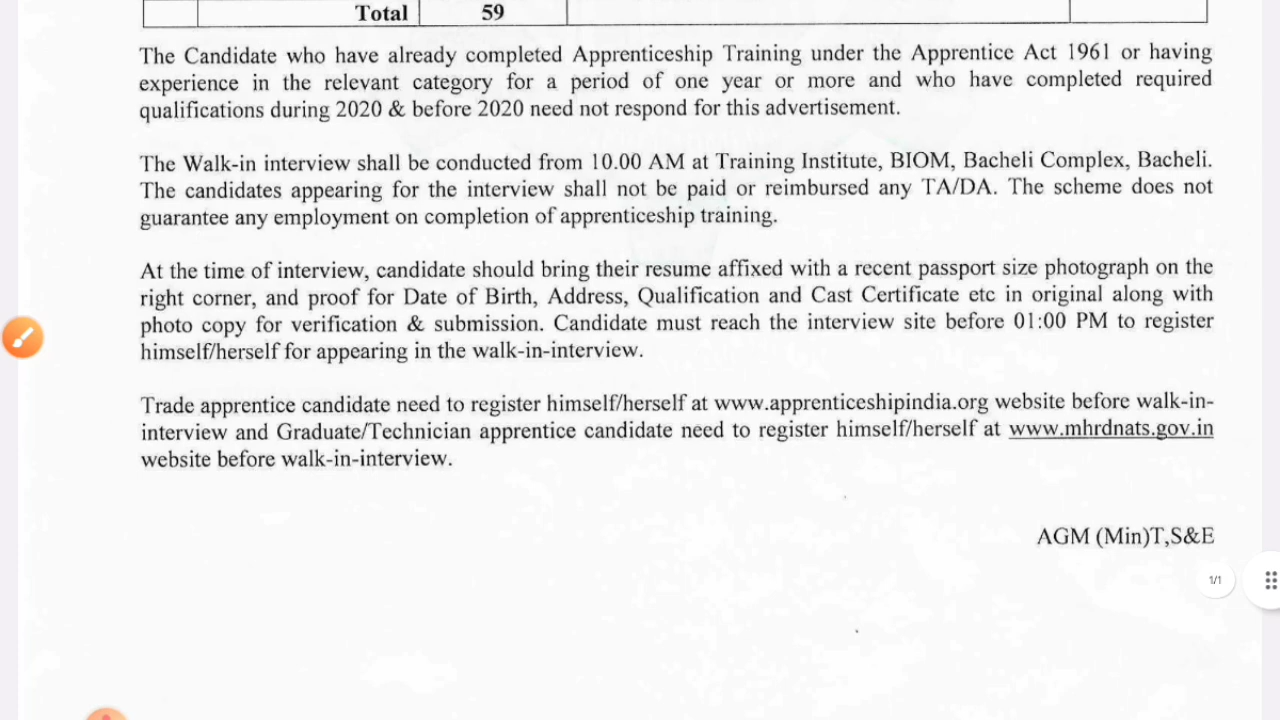 Total 59
The Candidate who have already completed Apprenticeship Training under the Apprentice Act 1961 or having
experience in the relevant category for a period of one year or more and who have completed required
qualifications during 2020 & before 2020 need not respond for this advertisement.
The Walk-in interview shall be conducted from 10.00 AM at Training Institute, BIOM, Bacheli Complex, Bacheli.
The candidates appearing for the interview shall not be paid or reimbursed any TA/DA. The scheme does not
guarantee any employment on completion of apprenticeship training.
At the time of interview, candidate should bring their resume affixed with a recent passport size photograph on the
right corner, and proof for Date of Birth, Address, Qualification and Cast Certificate etc in original along with
photo copy for verification & submission. Candidate must reach the interview site before 01:00 PM to register
himself/herself for appearing in the walk-in-interview.
Trade apprentice candidate need to register himself/herself at www.apprenticeshipindia.org website before walk-in-
interview and Graduate/Technician apprentice candidate need to register himself/herself at www.mhrdnats.gov.in
website before walk-in-interview.
AGM (Min)T,S&E
1/1